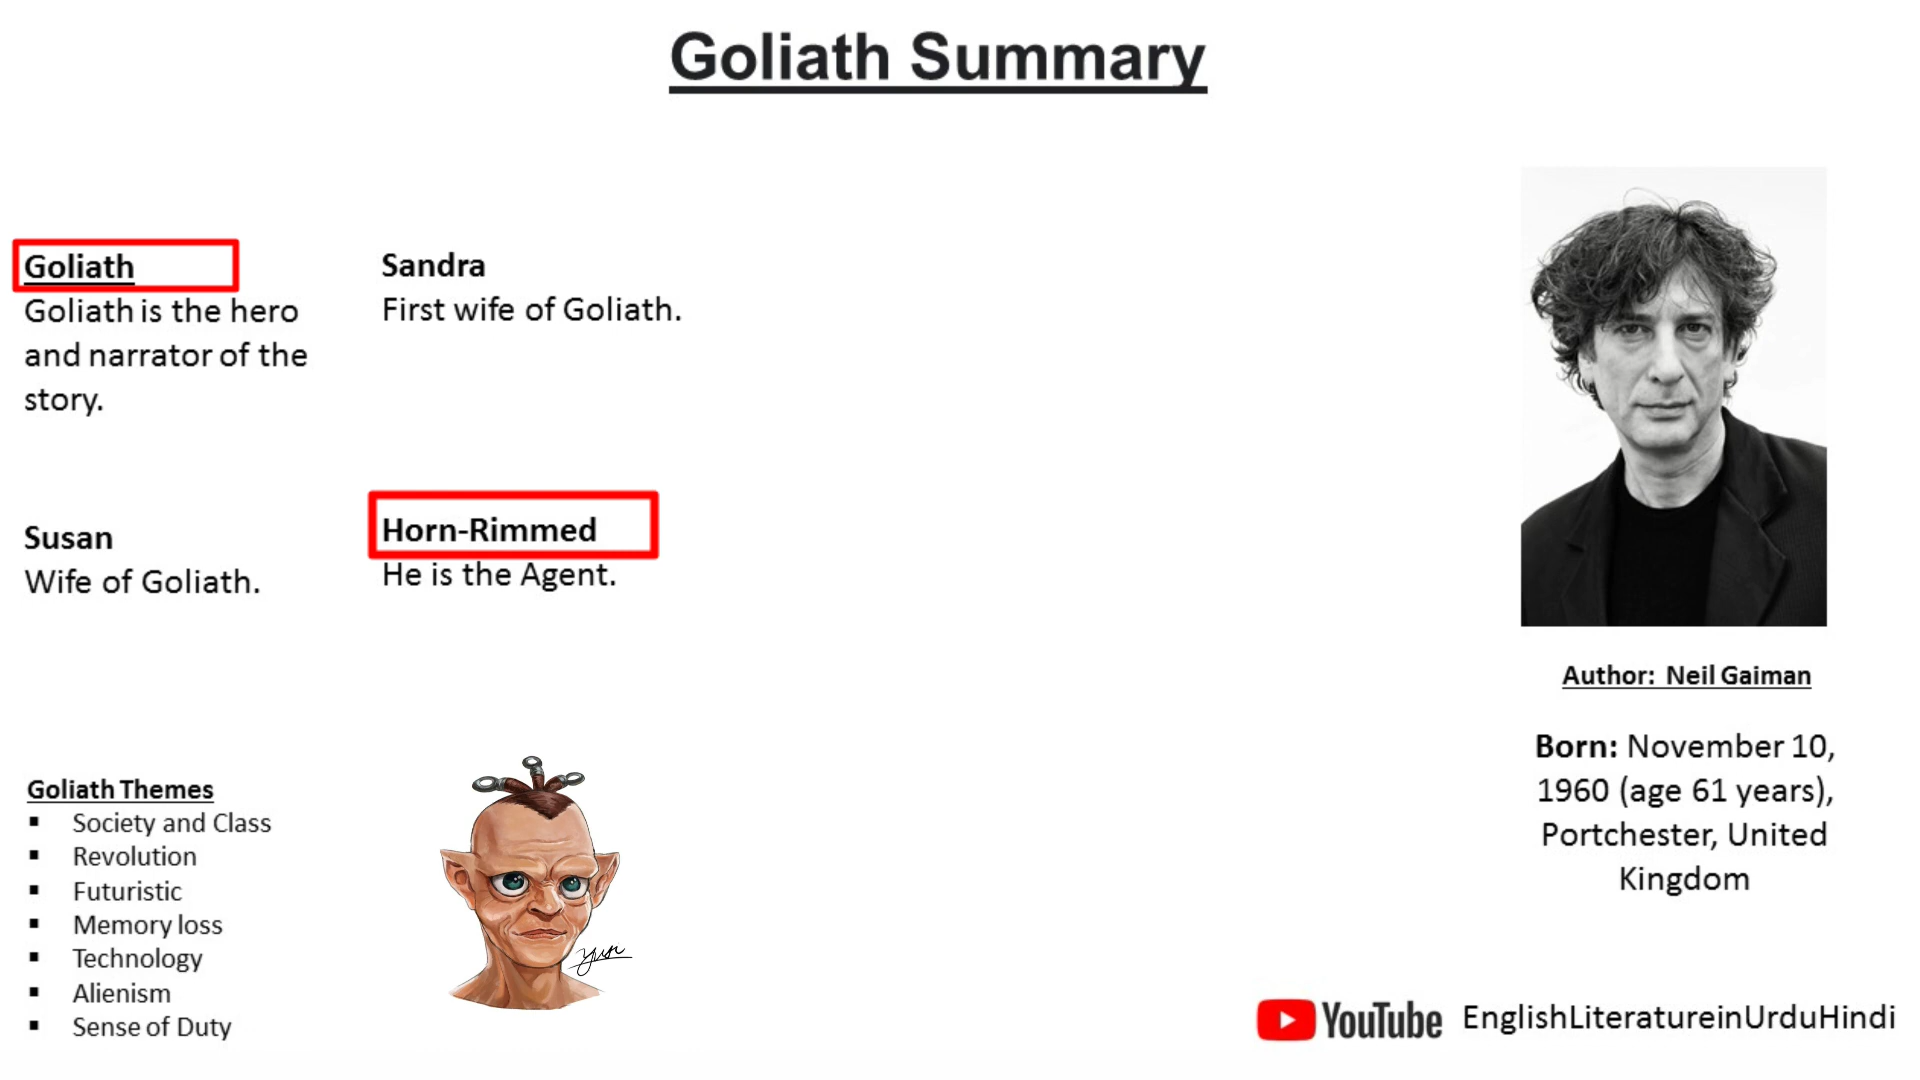 Goliath Summary
Goliath
Goliath is the hero
and narrator of the
story.
Sandra
First wife of Goliath.
Susan
Wife of Goliath.
Horn-Rimmed
He is the Agent.
Goliath Themes
▪ Society and Class
▪ Revolution
▪ Futuristic
▪ Memory loss
▪ Technology
▪ Alienism
▪ Sense of Duty
Yun
Author: Neil Gaiman
Born: November 10,
1960 (age 61 years),
Portchester, United
Kingdom
YouTube EnglishLiteratureinUrduHindi